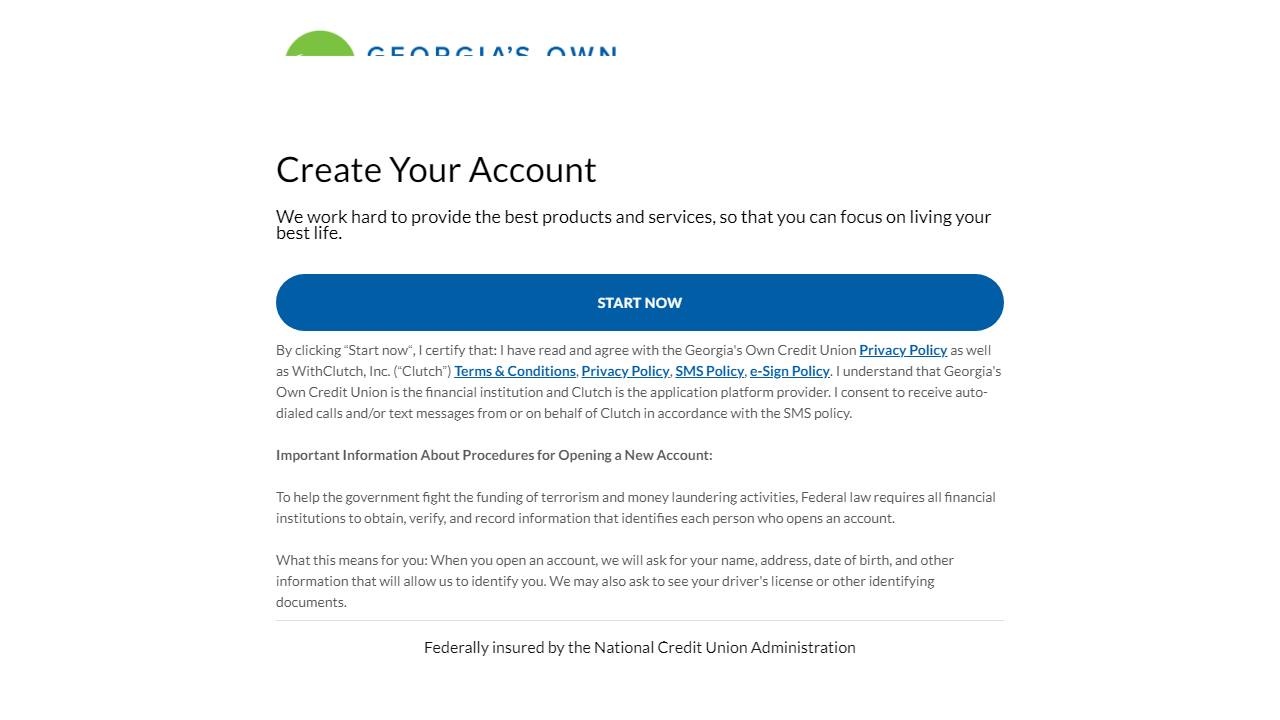 GEORGIA'S OWN
Create Your Account
We work hard to provide the best products and services, so that you can focus on living your
best life.
START NOW
By clicking “Start now“, I certify that: I have read and agree with the Georgia's Own Credit Union Privacy Policy as well
as WithClutch, Inc. (“Clutch”) Terms & Conditions, Privacy Policy, SMS Policy, e-Sign Policy. I understand that Georgia's
Own Credit Union is the financial institution and Clutch is the application platform provider. I consent to receive auto-
dialed calls and/or text messages from or on behalf of Clutch in accordance with the SMS policy.
Important Information About Procedures for Opening a New Account:
To help the government fight the funding of terrorism and money laundering activities, Federal law requires all financial
institutions to obtain, verify, and record information that identifies each person who opens an account.
What this means for you: When you open an account, we will ask for your name, address, date of birth, and other
information that will allow us to identify you. We may also ask to see your driver's license or other identifying
documents.
Federally insured by the National Credit Union Administration